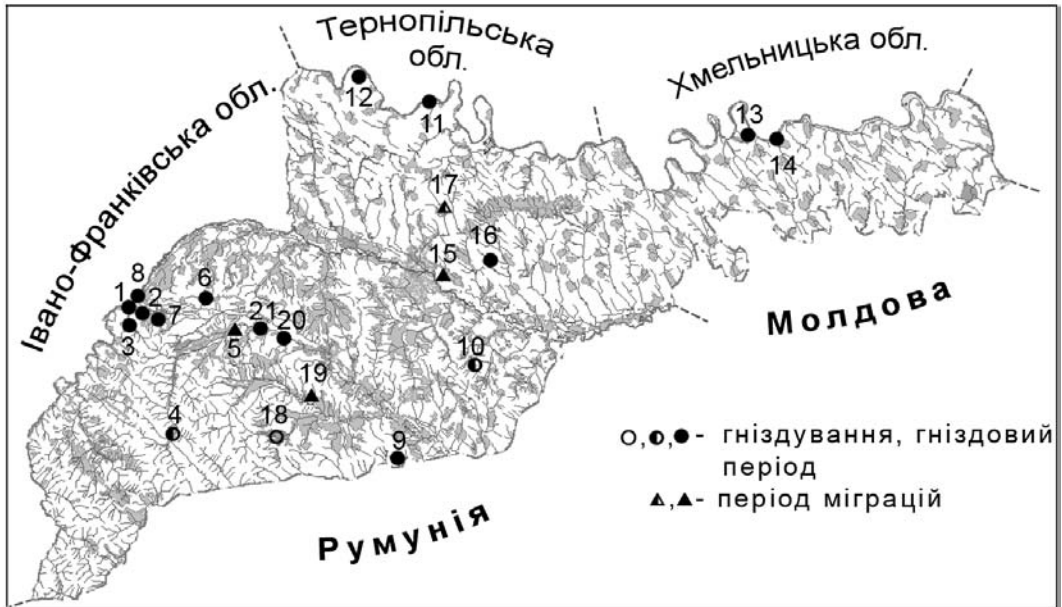 Тернопільська
обл.
Хмельницька обл.
Івано-Франківська обл.
12
11
13
14
17
16
15
8
6
1
2
7
3
21
20
5
10
19
4
18
9
Молдова
Румунія
- гніздування, гніздовий
період
- період міграцій